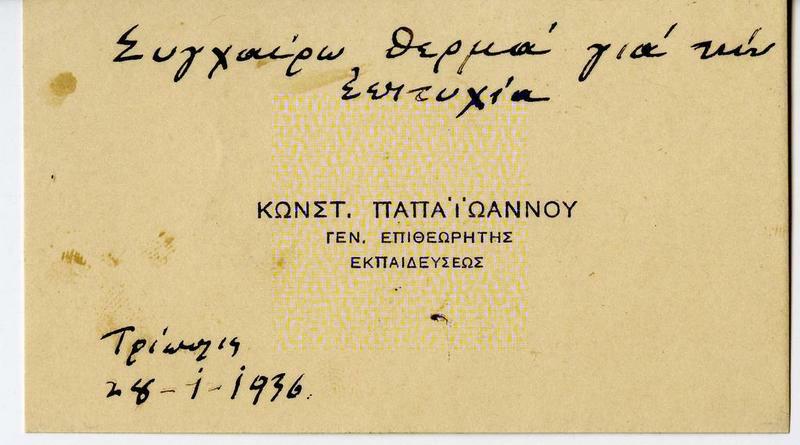 Συγχαίρω θερμά γιά τήν
ἐπιτυχία
ΚΩΝΣΤ. ΠΑΠΑΪΩΑΝΝΟΥ
ΓΕΝ. ΕΠΙΘΕΩΡΗΤΗΣ
ΕΚΠΑΙΔΕΥΣΕΩΣ
Τρίπολις
28-1-1936.